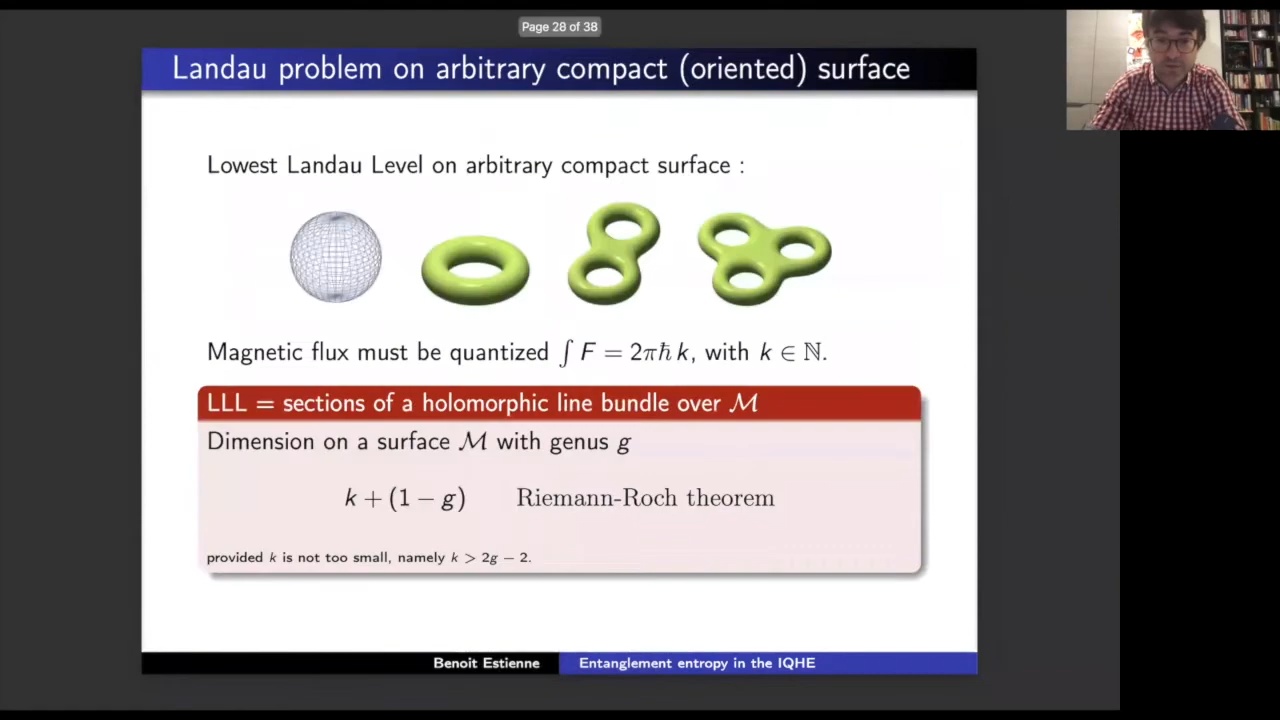 Page 28 of 38
Landau problem on arbitrary compact (oriented) surface
Lowest Landau Level on arbitrary compact surface :
Magnetic flux must be quantized ∫ F = 2πℏ k, with k ∈ ℕ.
LLL = sections of a holomorphic line bundle over ℳ
Dimension on a surface ℳ with genus g
k + (1 − g) Riemann-Roch theorem
provided k is not too small, namely k > 2g − 2.
Benoit Estienne Entanglement entropy in the IQHE